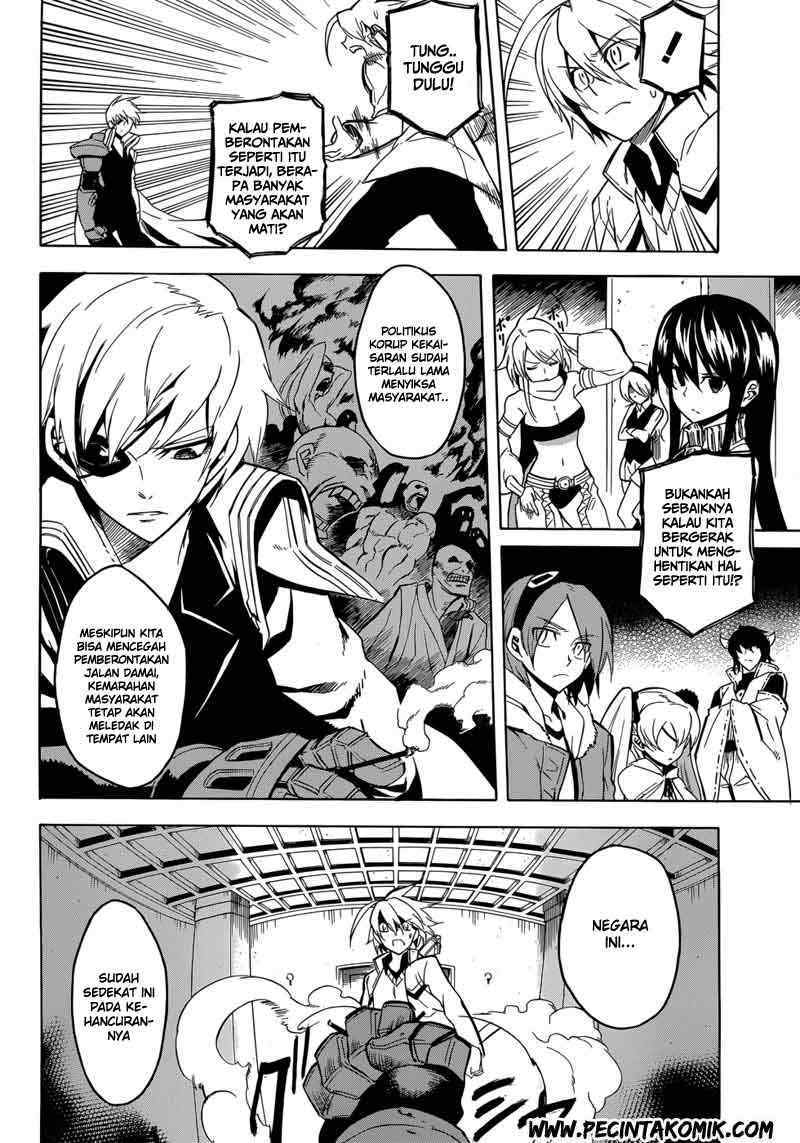 !
TUNG..
TUNGGU
DULU!
KALAU PEM-
BERONTAKAN
SEPERTI ITU
TERJADI, BERA-
PA BANYAK
MASYARAKAT
YANG AKAN
MATI?
BUKANKAH
SEBAIKNYA
KALAU KITA
BERGERAK
UNTUK MENG-
HENTIKAN HAL
SEPERTI ITU!?
POLITIKUS
KORUP KEKAI-
SARAN SUDAH
TERLALU LAMA
MENYIKSA
MASYARAKAT..
MESKIPUN KITA
BISA MENCEGAH
PEMBERONTAKAN
JALAN DAMAI,
KEMARAHAN
MASYARAKAT
TETAP AKAN
MELEDAK DI
TEMPAT LAIN
NEGARA
INI...
SUDAH
SEDEKAT INI
PADA KE-
HANCURAN-
NYA
WWW.PECINTAKOMIK.COM